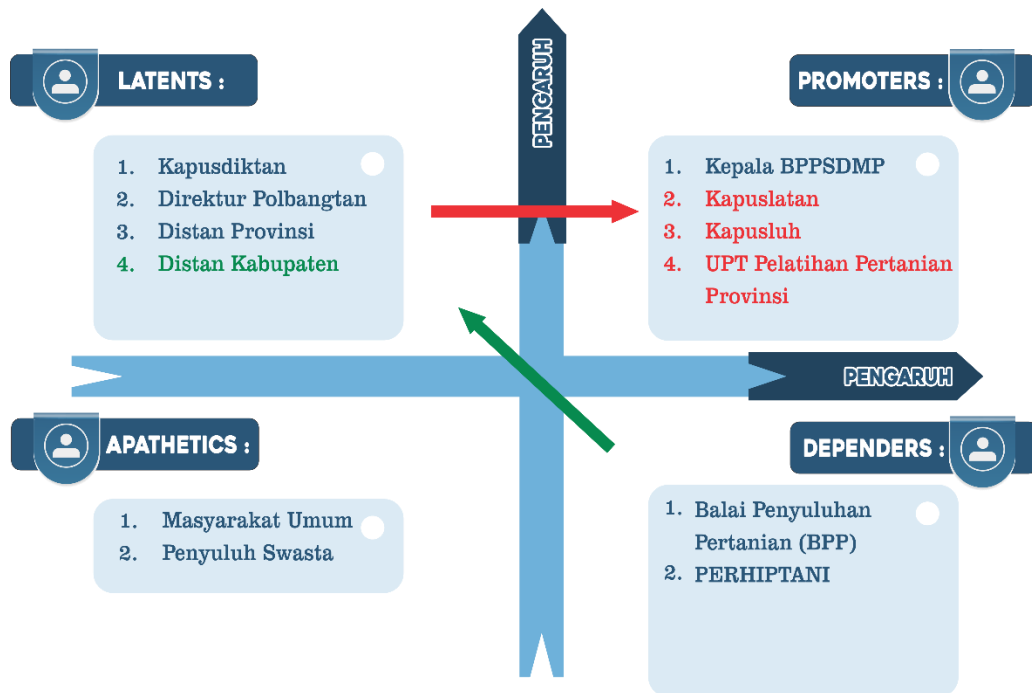 LATENTS :
1. Kapusdiktan
2. Direktur Polbangtan
3. Distan Provinsi
4. Distan Kabupaten
PENGARUH
PROMOTERS :
1. Kepala BPPSDMP
2. Kapuslatan
3. Kapusluh
4. UPT Pelatihan Pertanian
Provinsi
PENGARUH
APATHETICS :
1. Masyarakat Umum
2. Penyuluh Swasta
DEPENDERS :
1. Balai Penyuluhan
Pertanian (BPP)
2. PERHIPTANI